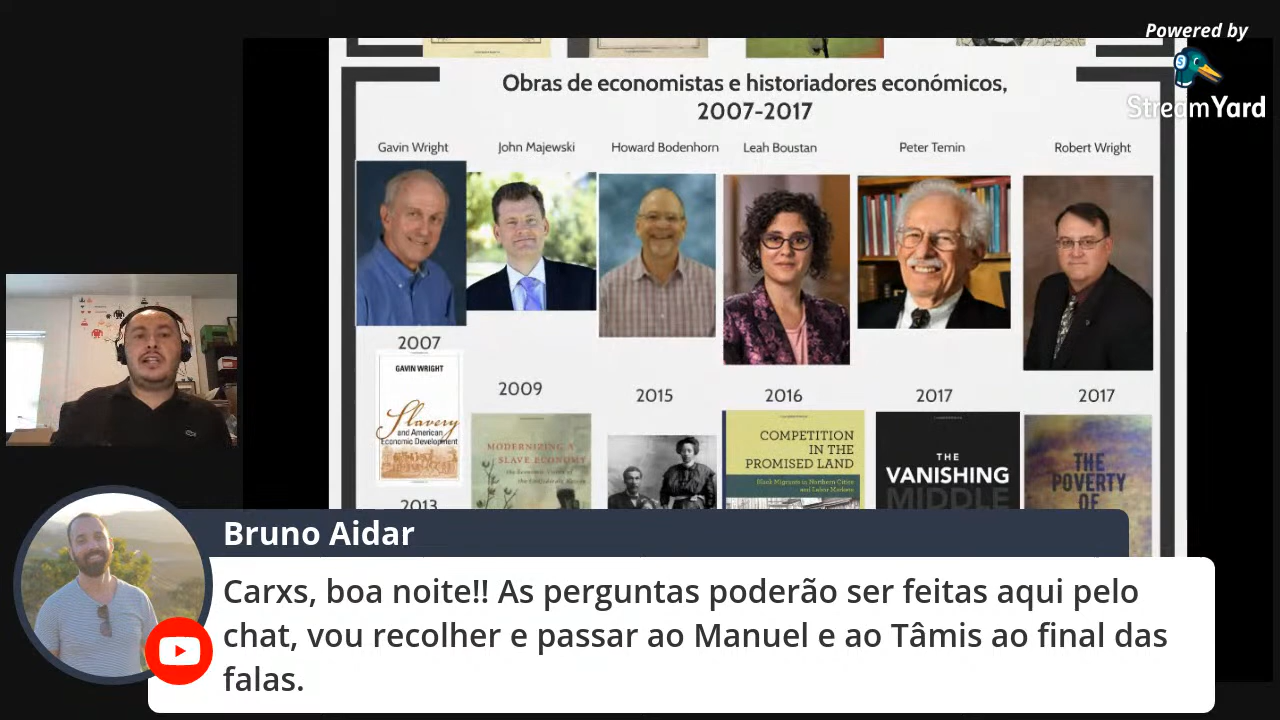 Powered by
StreamYard
Obras de economistas e historiadores económicos,
2007-2017
Gavin Wright
John Majewski
Howard Bodenhorn
Leah Boustan
Peter Temin
Robert Wright
2007
2009
2015
2016
2017
2017
GAVIN WRIGHT
Slavery
and American
Economic Development
2013
MODERNIZING A
SLAVE ECONOMY
COMPETITION
IN THE
PROMISED LAND
Black Migrants in Northern Cities
and Labor Markets
THE
VANISHING
MIDDLE
THE
POVERTY
OF
Bruno Aidar
Carxs, boa noite!! As perguntas poderão ser feitas aqui pelo
chat, vou recolher e passar ao Manuel e ao Tâmis ao final das
falas.